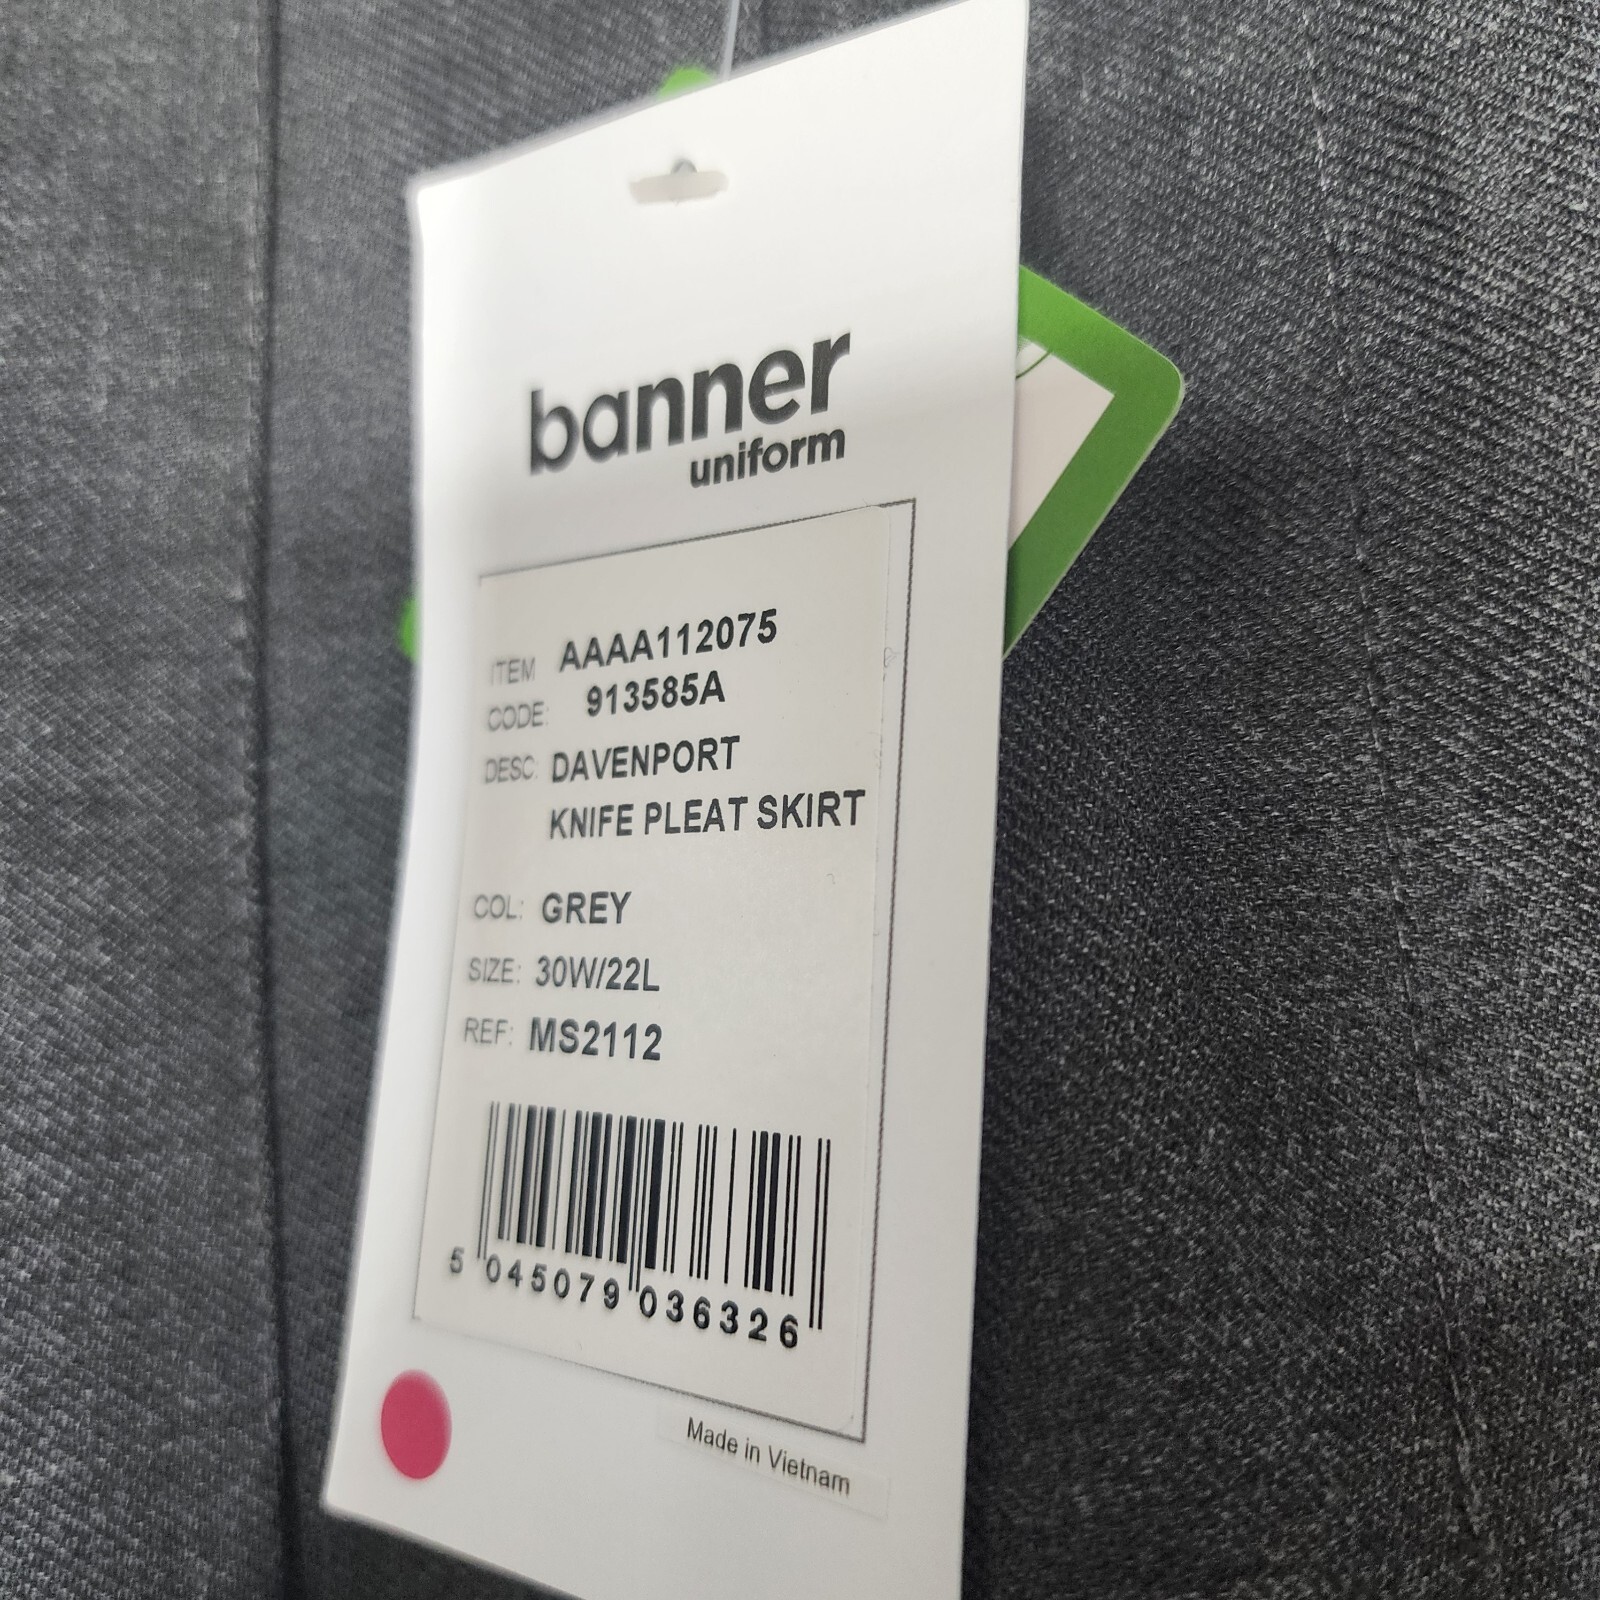 banner
uniform
ITEM AAAA112075
CODE: 913585A
DESC: DAVENPORT
KNIFE PLEAT SKIRT
COL: GREY
SIZE: 30W/22L
REF: MS2112
5 045079 036326
Made in Vietnam